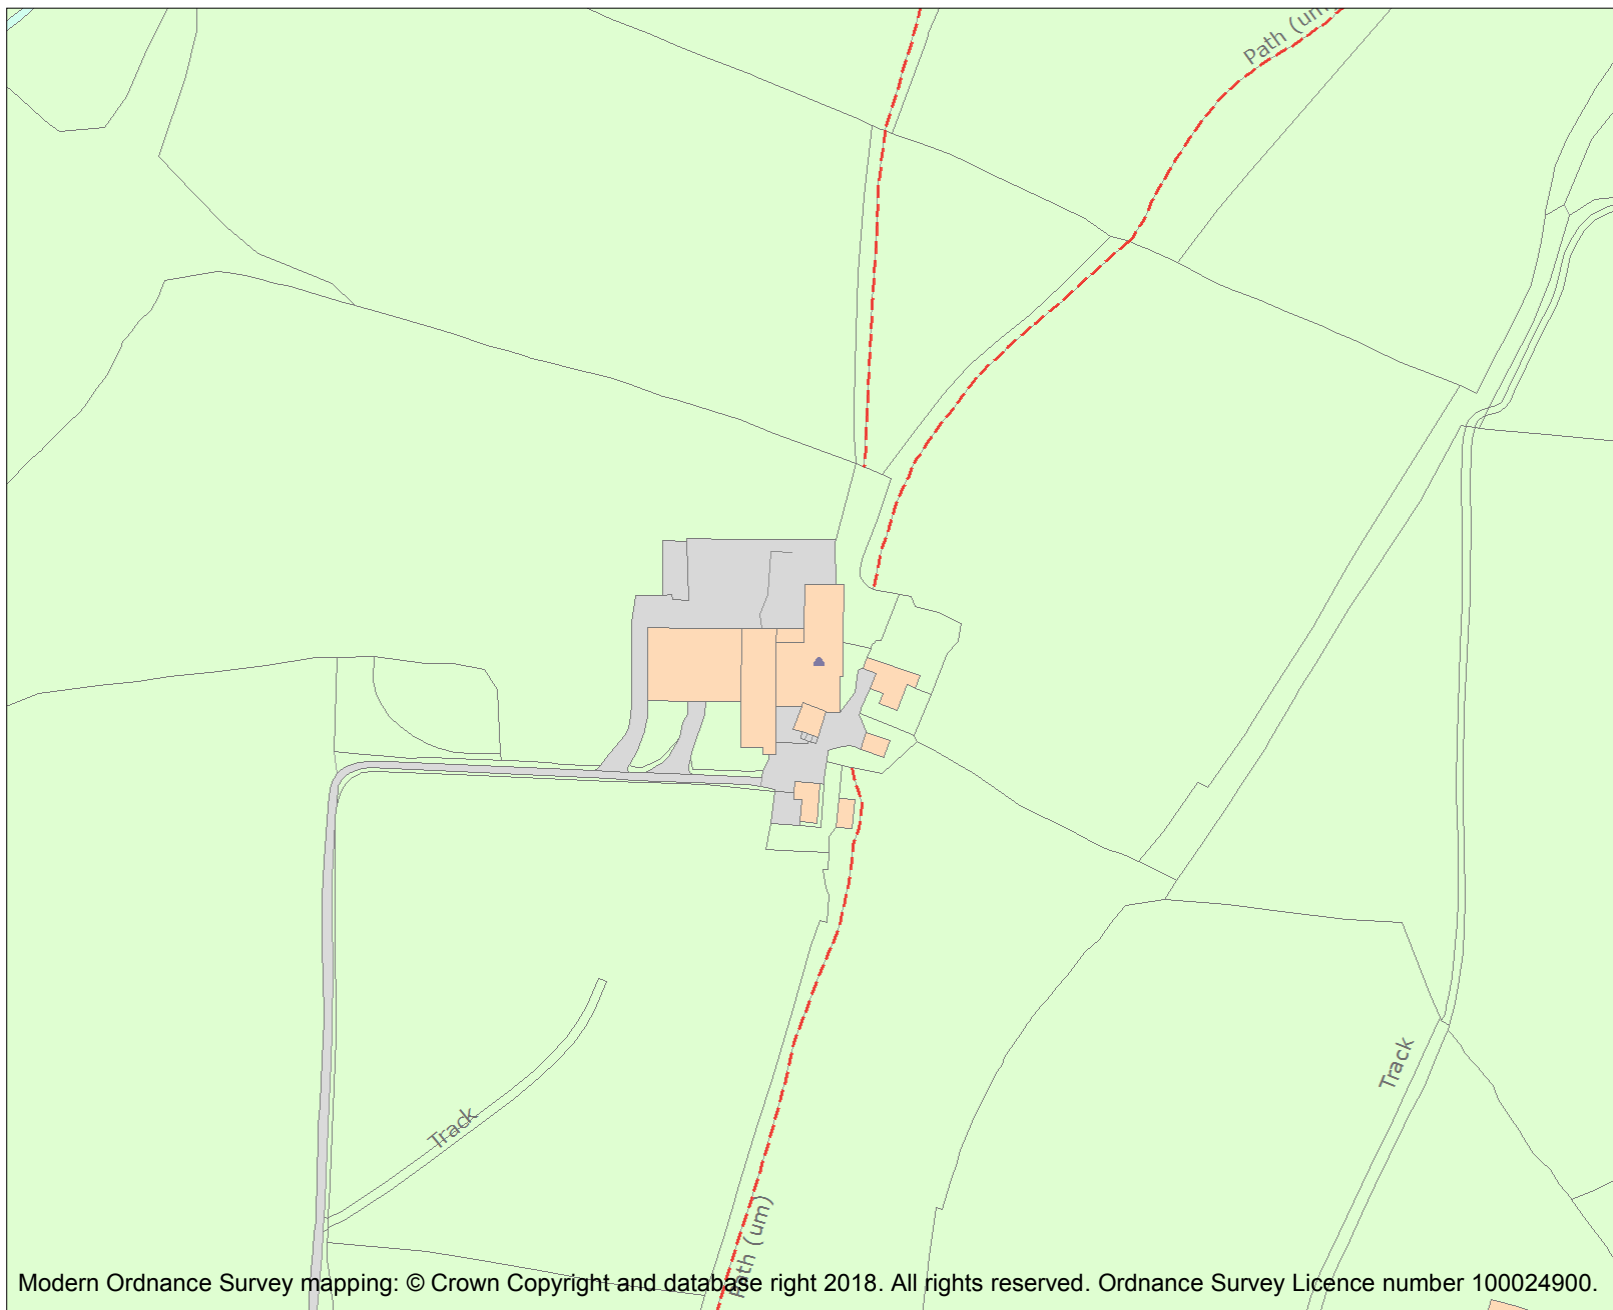 Path (um)
Track
Track
Path (um)
Modern Ordnance Survey mapping: © Crown Copyright and database right 2018. All rights reserved. Ordnance Survey Licence number 100024900.